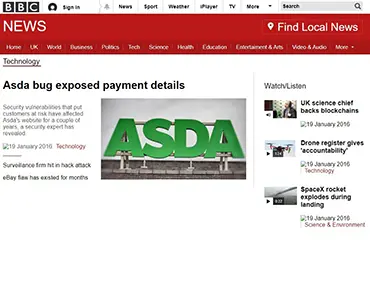 BBC Sign in News Sport Weather iPlayer TV More Search
NEWS Find Local News
Home UK World Business Politics Tech Science Health Education Entertainment & Arts Video & Audio More
Technology
Asda bug exposed payment details
Security vulnerabilities that put
customers at risk have affected
Asda's website for a couple of years,
a security expert has
revealed.
19 January 2016 Technology
Surveillance firm hit in hack attack
eBay flaw has existed for months
ASDA
Watch/Listen
UK science chief
backs blockchains
19 January 2016
Drone register gives
'accountability'
19 January 2016
Technology
SpaceX rocket
explodes during
landing
19 January 2016
Science & Environment